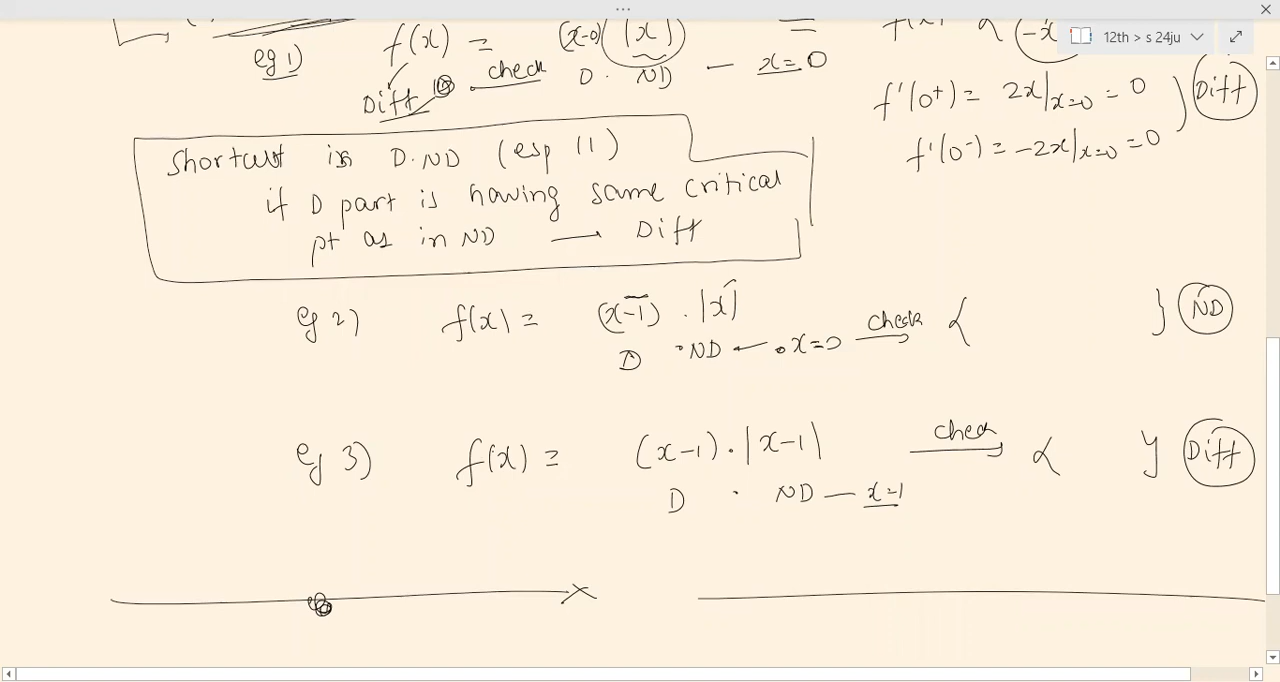 12th > s 24ju
eg 1) f(x) = (x-0) (x)
Diff check D . ND — x=0
f'(0⁺) = 2x|x=0 = 0
f'(0⁻) = -2x|x=0 = 0
Diff
Shortcut is D.ND (esp | |)
if D part is having same critical
pt as in ND → Diff
eg 2) f(x) = (x-1) . |x| check { } ND
D . ND ← . x=0
eg 3) f(x) = (x-1) . |x-1| check { } Diff
D . ND — x=1